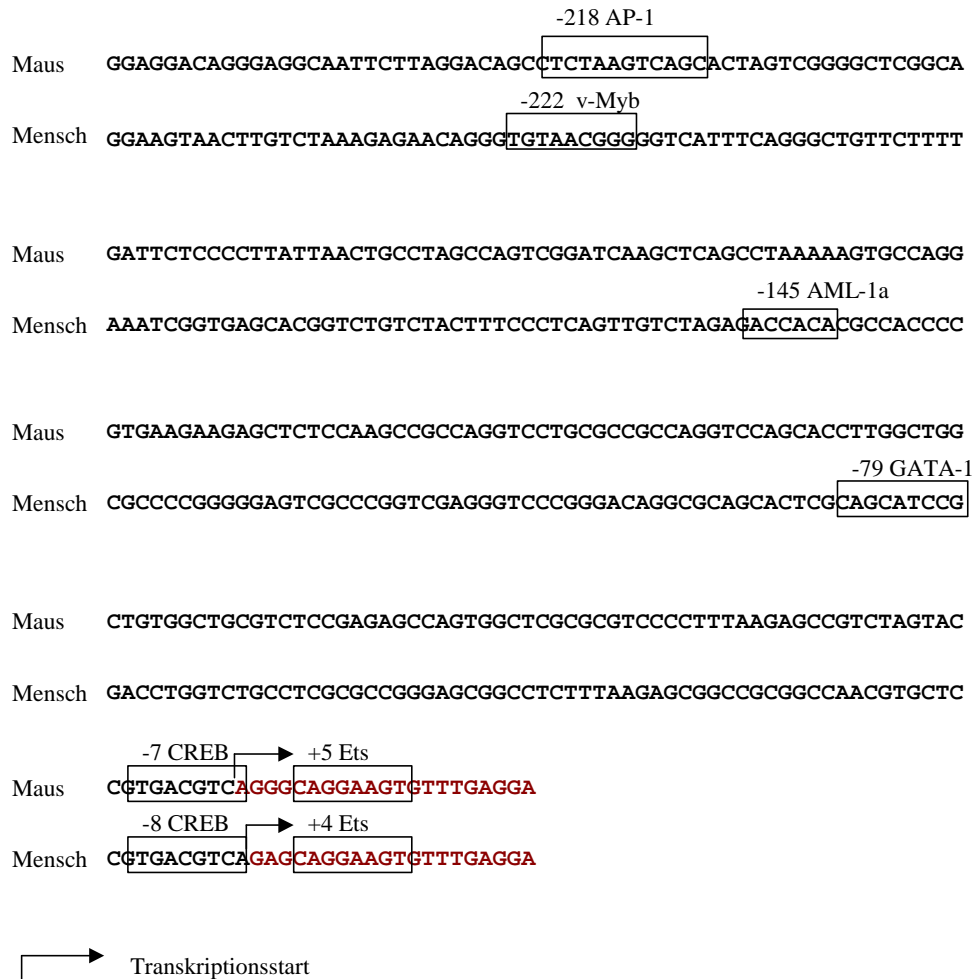 -218 AP-1
Maus GGAGGACAGGGAGGCAATTCTTAGGACAGCCTCTAAGTCAGCACTAGTCGGGGCTCGGCA
-222 v-Myb
Mensch GGAAGTAACTTGTCTAAAGAGAACAGGGTGTAACGGGGGTCATTTCAGGGCTGTTCTTTT
Maus GATTCTCCCCTTATTAACTGCCTAGCCAGTCGGATCAAGCTCAGCCTAAAAAGTGCCAGG
-145 AML-1a
Mensch AAATCGGTGAGCACGGTCTGTCTACTTTCCCTCAGTTGTCTAGAGACCACACGCCACCCC
Maus GTGAAGAAGAGCTCTCCAAGCCGCCAGGTCCTGCGCCGCCAGGTCCAGCACCTTGGCTGG
-79 GATA-1
Mensch CGCCCCGGGGGAGTCGCCCGGTCGAGGGTCCCGGGACAGGCGCAGCACTCGCAGCATCCG
Maus CTGTGGCTGCGTCTCCGAGAGCCAGTGGCTCGCGCGTCCCCTTTAAGAGCCGTCTAGTAC
Mensch GACCTGGTCTGCCTCGCGCCGGGAGCGGCCTCTTTAAGAGCGGCCGCGGCCAACGTGCTC
-7 CREB +5 Ets
Maus CGTGACGTCAGGGCAGGAAGTGTTTGAGGA
-8 CREB +4 Ets
Mensch CGTGACGTCAGAGCAGGAAGTGTTTGAGGA
Transkriptionsstart